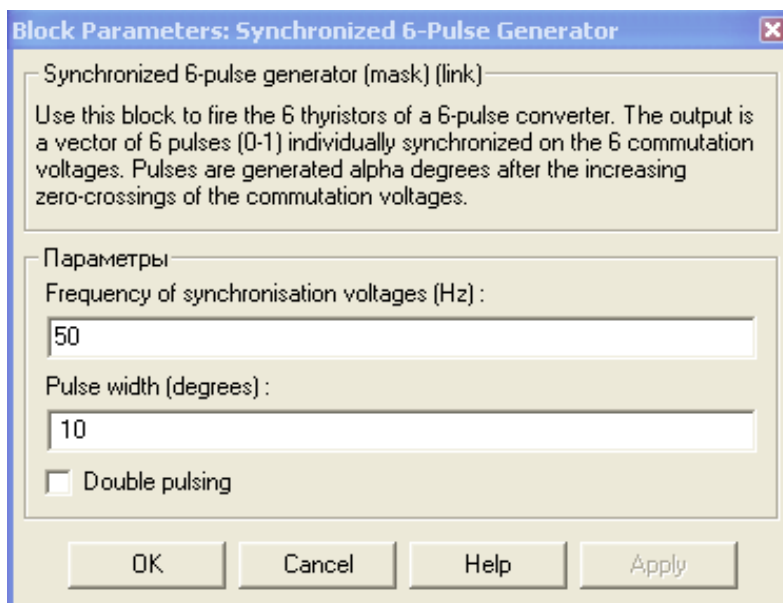 Block Parameters: Synchronized 6-Pulse Generator
Synchronized 6-pulse generator (mask) (link)
Use this block to fire the 6 thyristors of a 6-pulse converter. The output is
a vector of 6 pulses (0-1) individually synchronized on the 6 commutation
voltages. Pulses are generated alpha degrees after the increasing
zero-crossings of the commutation voltages.
Параметры
Frequency of synchronisation voltages (Hz) :
50
Pulse width (degrees) :
10
Double pulsing
OK Cancel Help Apply